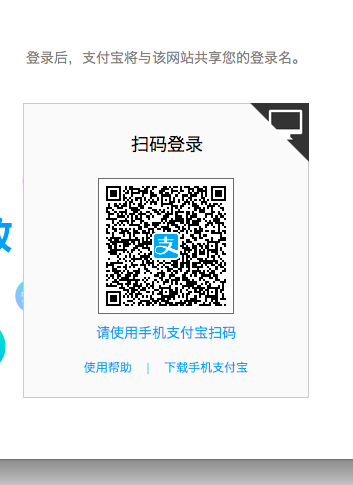 登录后，支付宝将与该网站共享您的登录名。
扫码登录
支
请使用手机支付宝扫码
使用帮助 | 下载手机支付宝